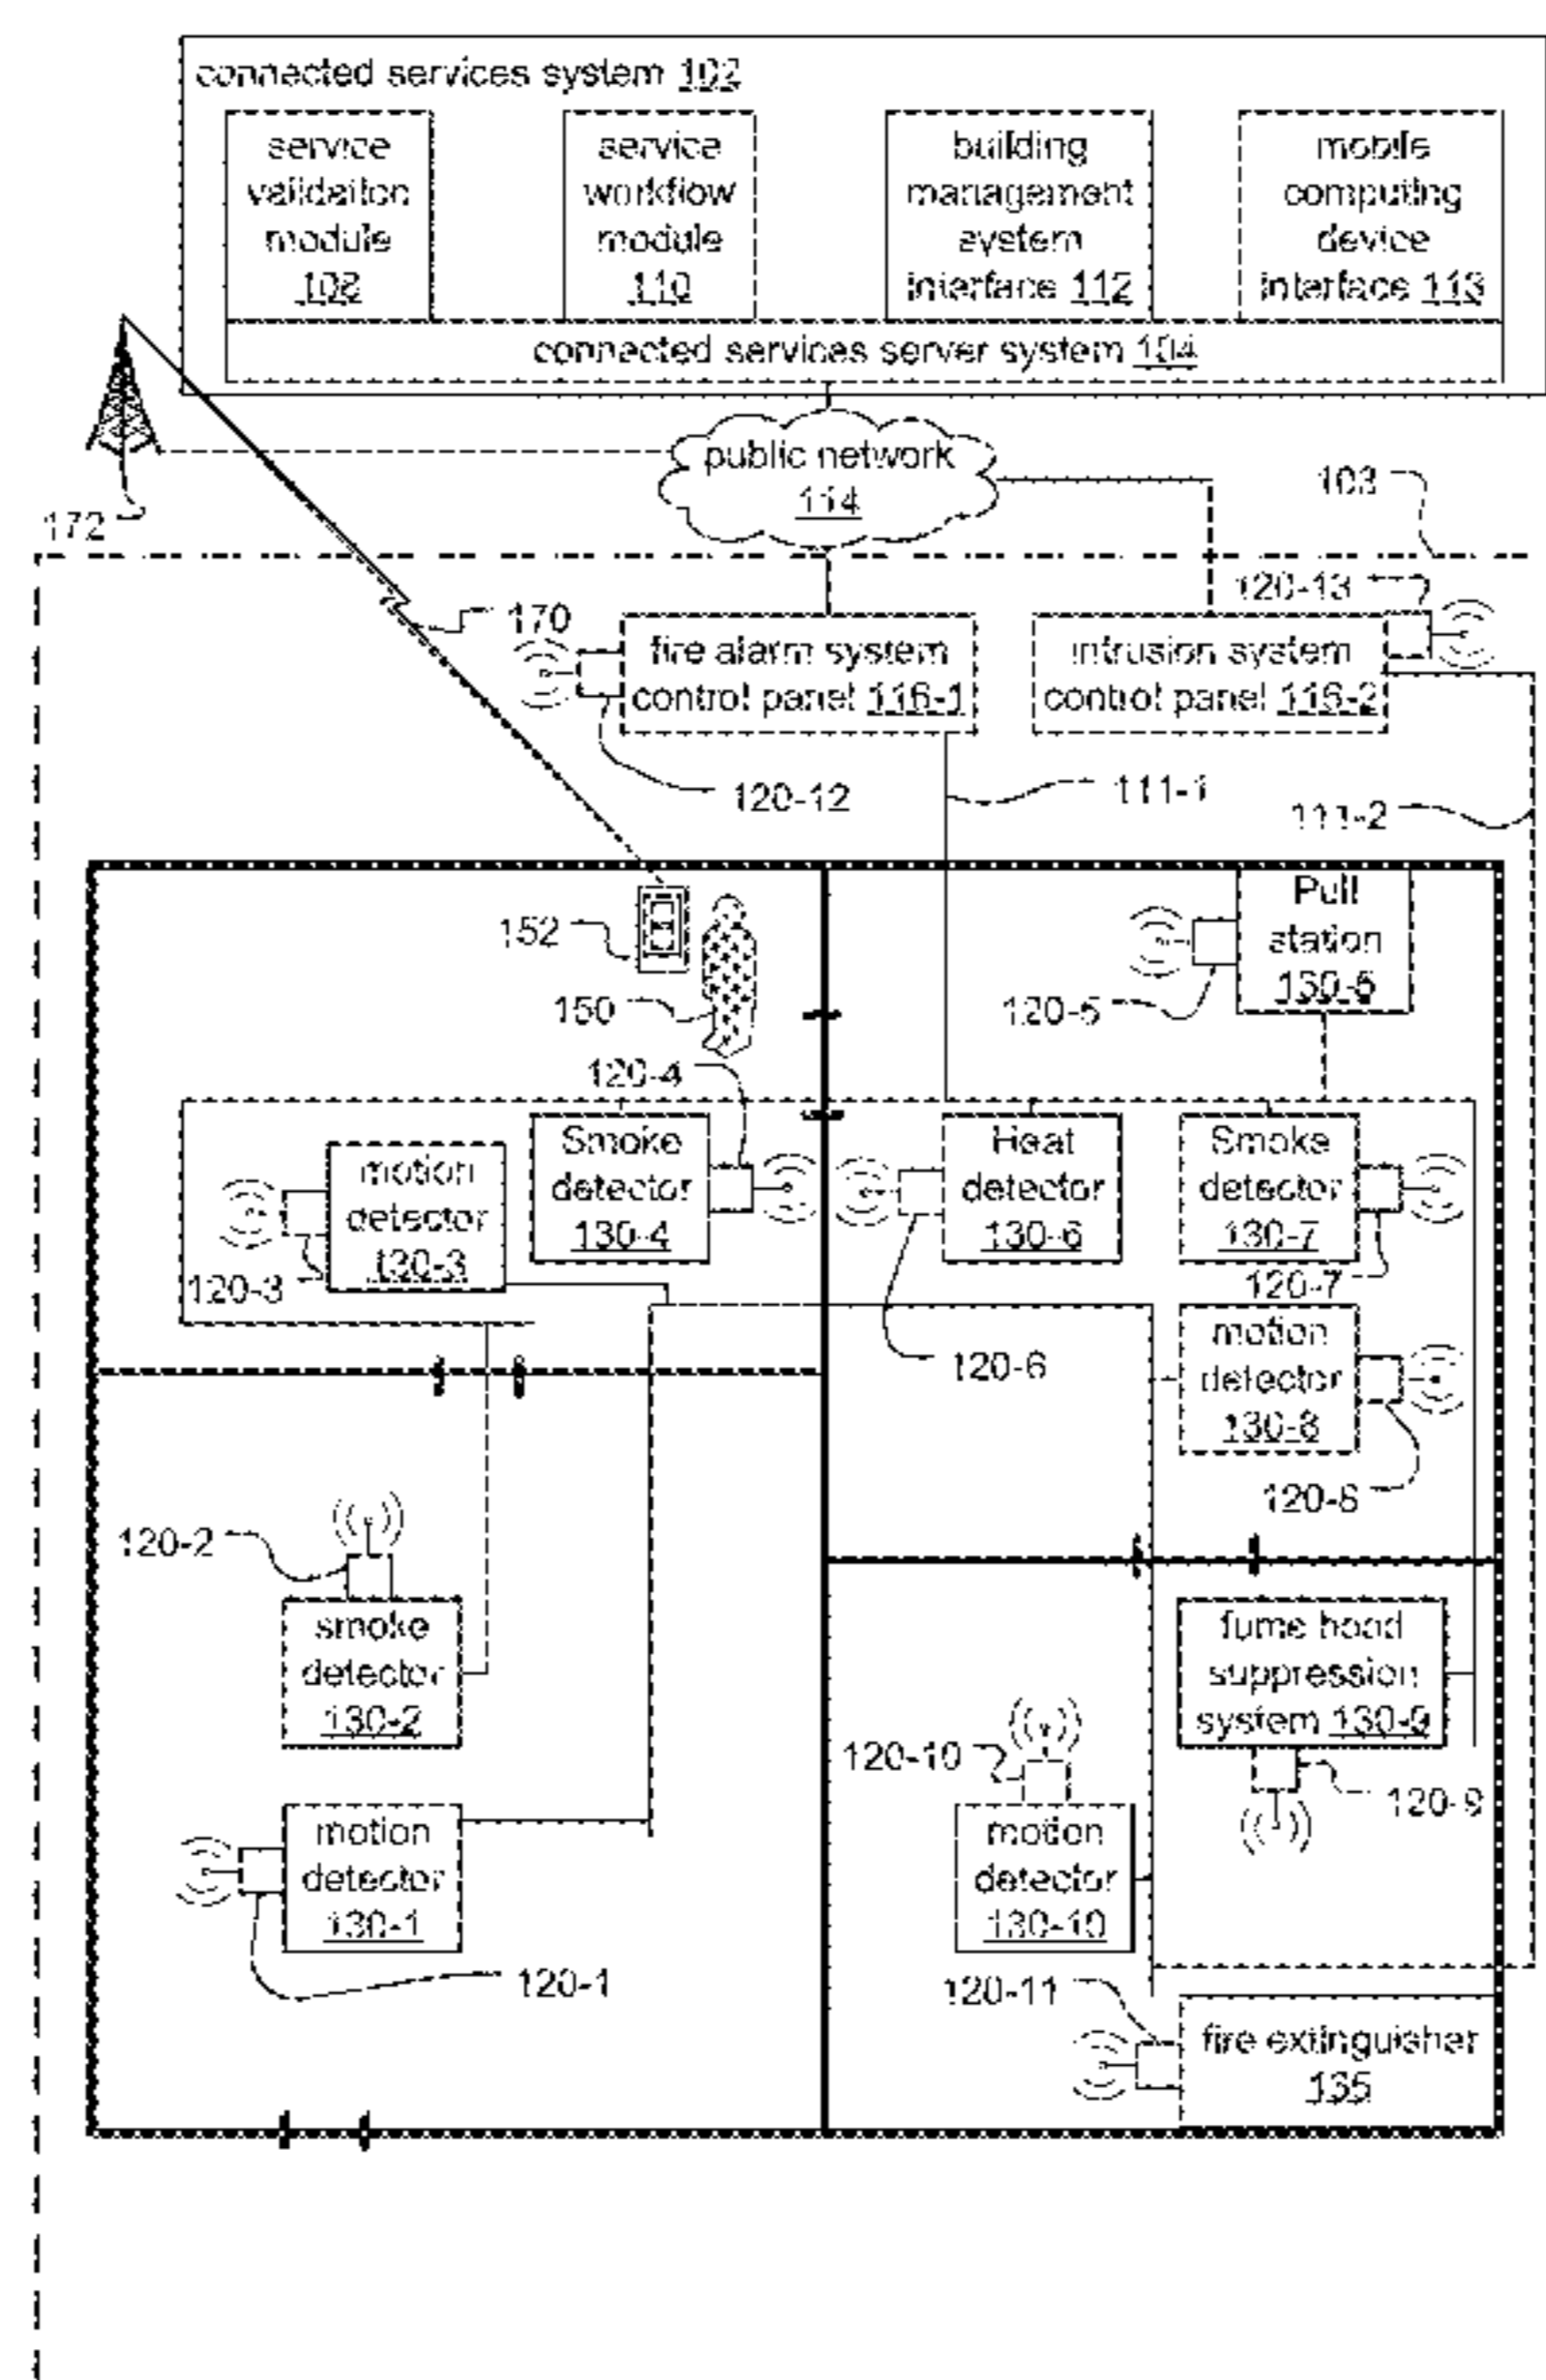 connected services system 102
service
validation
module
108
service
workflow
module
110
building
management
system
interface 112
mobile
computing
device
interface 113
connected services server system 104
public network
114
103
172
120-13
170
fire alarm system
control panel 116-1
intrusion system
control panel 116-2
120-12
111-1
111-2
Pull
station
130-5
152
150
120-5
120-4
Smoke
detector
130-4
Heat
detector
130-6
Smoke
detector
130-7
motion
detector
130-3
120-3
120-7
motion
detector
130-8
120-6
120-8
120-2
smoke
detector
130-2
fume hood
suppression
system 130-9
120-10
120-9
motion
detector
130-1
motion
detector
130-10
120-1
120-11
fire extinguisher
135